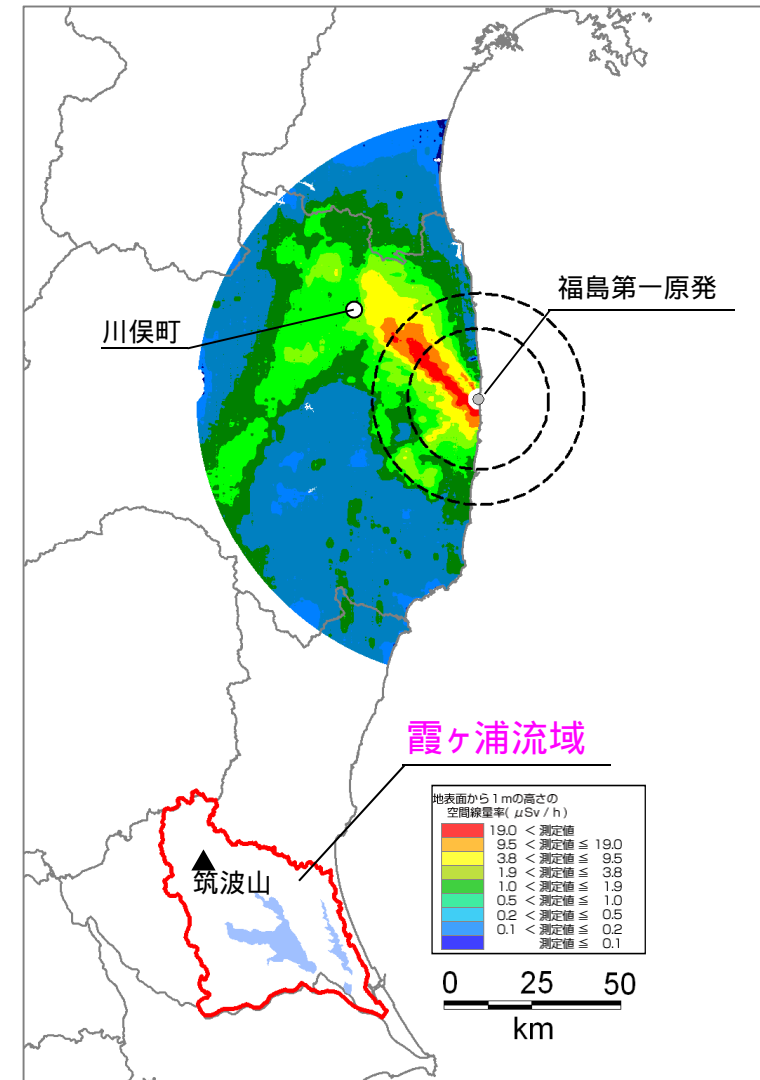 福島第一原発
川俣町
霞ヶ浦流域
筑波山
地表面から1mの高さの
空間線量率( μSv / h )
19.0 < 測定値
9.5 < 測定値 ≦ 19.0
3.8 < 測定値 ≦ 9.5
1.9 < 測定値 ≦ 3.8
1.0 < 測定値 ≦ 1.9
0.5 < 測定値 ≦ 1.0
0.2 < 測定値 ≦ 0.5
0.1 < 測定値 ≦ 0.2
測定値 ≦ 0.1
0 25 50
km